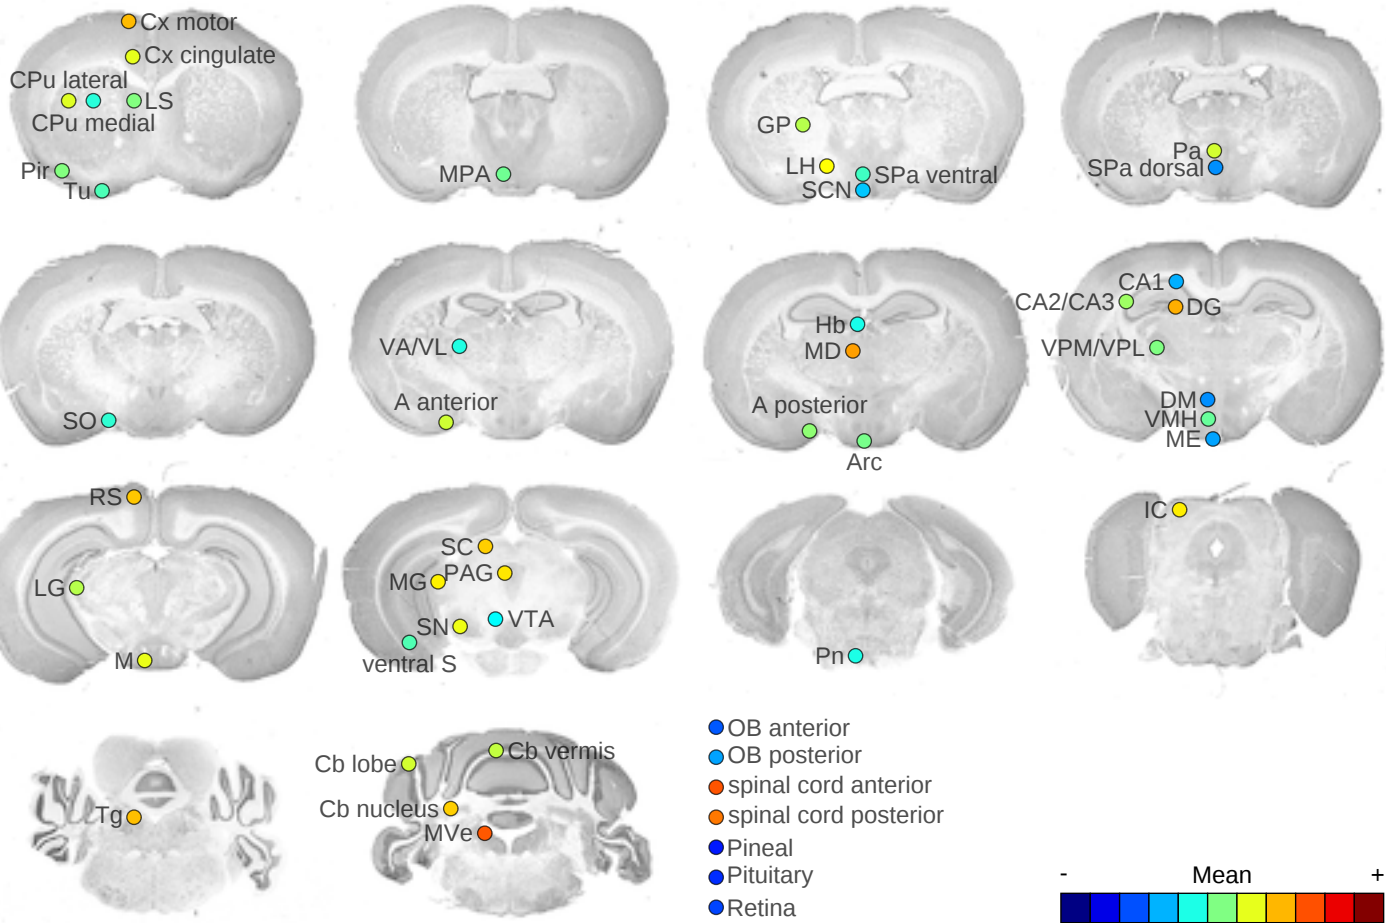 Cx motor
Cx cingulate
CPu lateral
LS
CPu medial
Pir
Tu
MPA
GP
LH
SPa ventral
SCN
Pa
SPa dorsal
SO
VA/VL
A anterior
Hb
MD
A posterior
Arc
CA1
CA2/CA3
DG
VPM/VPL
DM
VMH
ME
RS
LG
M
SC
PAG
MG
SN
VTA
ventral S
Pn
IC
Tg
Cb lobe
Cb vermis
Cb nucleus
MVe
OB anterior
OB posterior
spinal cord anterior
spinal cord posterior
Pineal
Pituitary
Retina
- Mean +